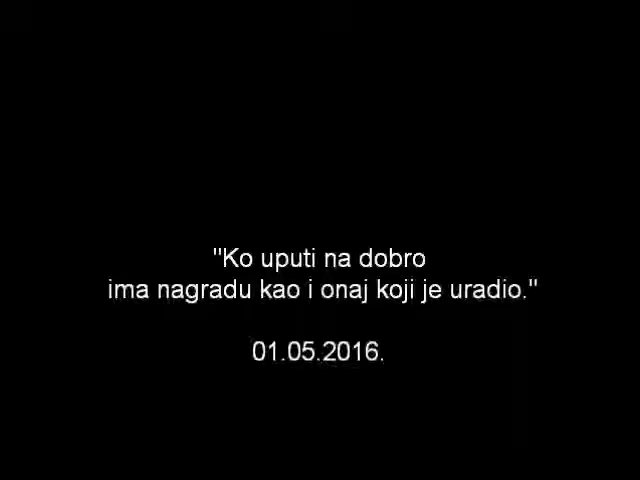 "Ko uputi na dobro
ima nagradu kao i onaj koji je uradio."
01.05.2016.